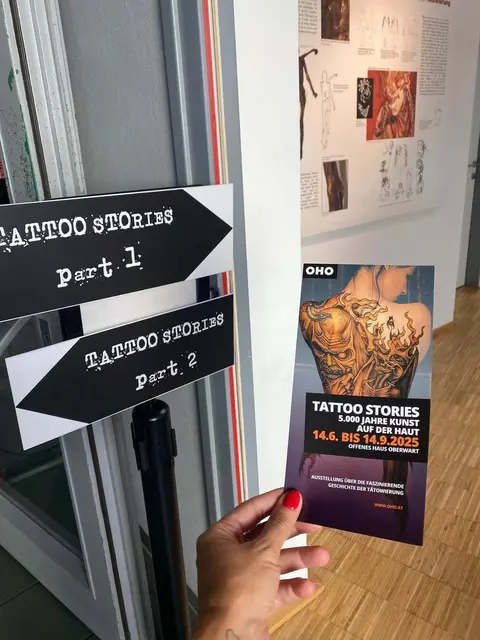 TATTOO STORIES
part 1
TATTOO STORIES
part 2
OHO
TATTOO STORIES
5.000 JAHRE KUNST
AUF DER HAUT
14.6. BIS 14.9.2025
OFFENES HAUS OBERWART
AUSSTELLUNG ÜBER DIE FASZINIERENDE
GESCHICHTE DER TÄTOWIERUNG
WWW.OHO.AT